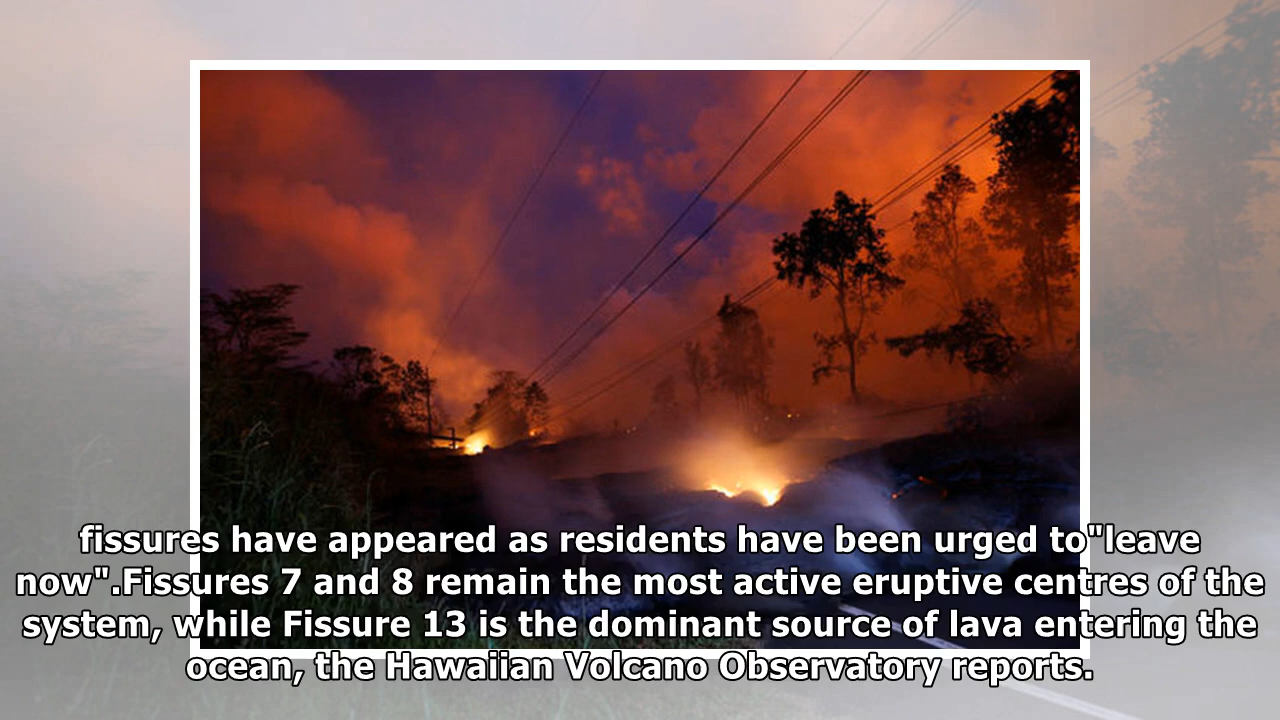 fissures have appeared as residents have been urged to"leave
now".Fissures 7 and 8 remain the most active eruptive centres of the
system, while Fissure 13 is the dominant source of lava entering the
ocean, the Hawaiian Volcano Observatory reports.